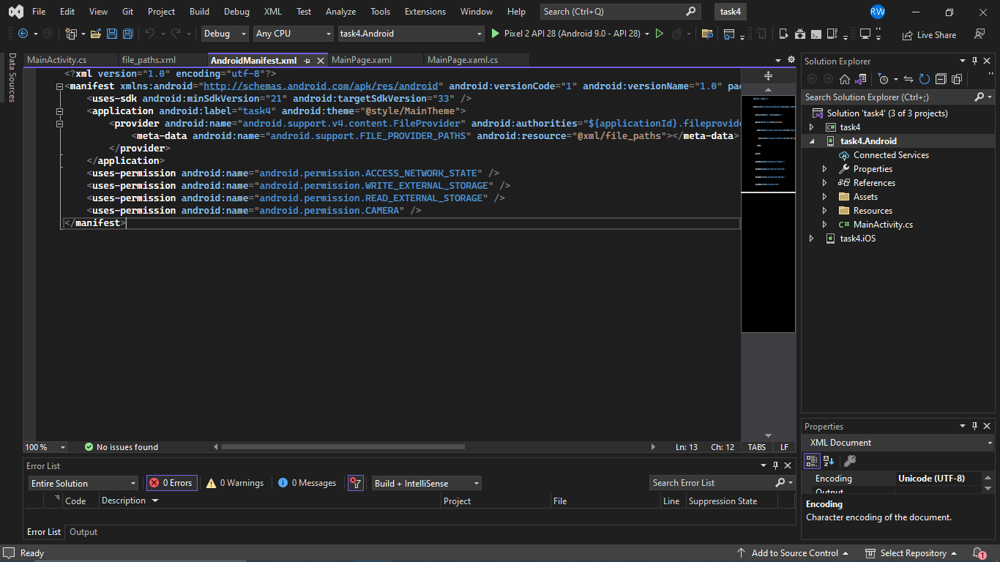 File Edit View Git Project Build Debug XML Test Analyze Tools Extensions Window Help Search (Ctrl+Q) task4 RW
Debug Any CPU task4.Android Pixel 2 API 28 (Android 9.0 - API 28) Live Share
Data Sources
MainActivity.cs file_paths.xml AndroidManifest.xml MainPage.xaml MainPage.xaml.cs
<?xml version="1.0" encoding="utf-8"?>
<manifest xmlns:android="http://schemas.android.com/apk/res/android" android:versionCode="1" android:versionName="1.0" pac
<uses-sdk android:minSdkVersion="21" android:targetSdkVersion="33" />
<application android:label="task4" android:theme="@style/MainTheme">
<provider android:name="android.support.v4.content.FileProvider" android:authorities="${applicationId}.fileprovide
<meta-data android:name="android.support.FILE_PROVIDER_PATHS" android:resource="@xml/file_paths"></meta-data>
</provider>
</application>
<uses-permission android:name="android.permission.ACCESS_NETWORK_STATE" />
<uses-permission android:name="android.permission.WRITE_EXTERNAL_STORAGE" />
<uses-permission android:name="android.permission.READ_EXTERNAL_STORAGE" />
<uses-permission android:name="android.permission.CAMERA" />
</manifest>
100 % No issues found Ln: 13 Ch: 12 TABS LF
Solution Explorer
Search Solution Explorer (Ctrl+;)
Solution 'task4' (3 of 3 projects)
task4
task4.Android
Connected Services
Properties
References
Assets
Resources
C# MainActivity.cs
task4.iOS
Properties
XML Document
Encoding Unicode (UTF-8)
Output
Encoding
Character encoding of the document.
Error List
Entire Solution 0 Errors 0 Warnings 0 Messages Build + IntelliSense Search Error List
Code Description Project File Line Suppression State
Error List Output
Ready Add to Source Control Select Repository 1